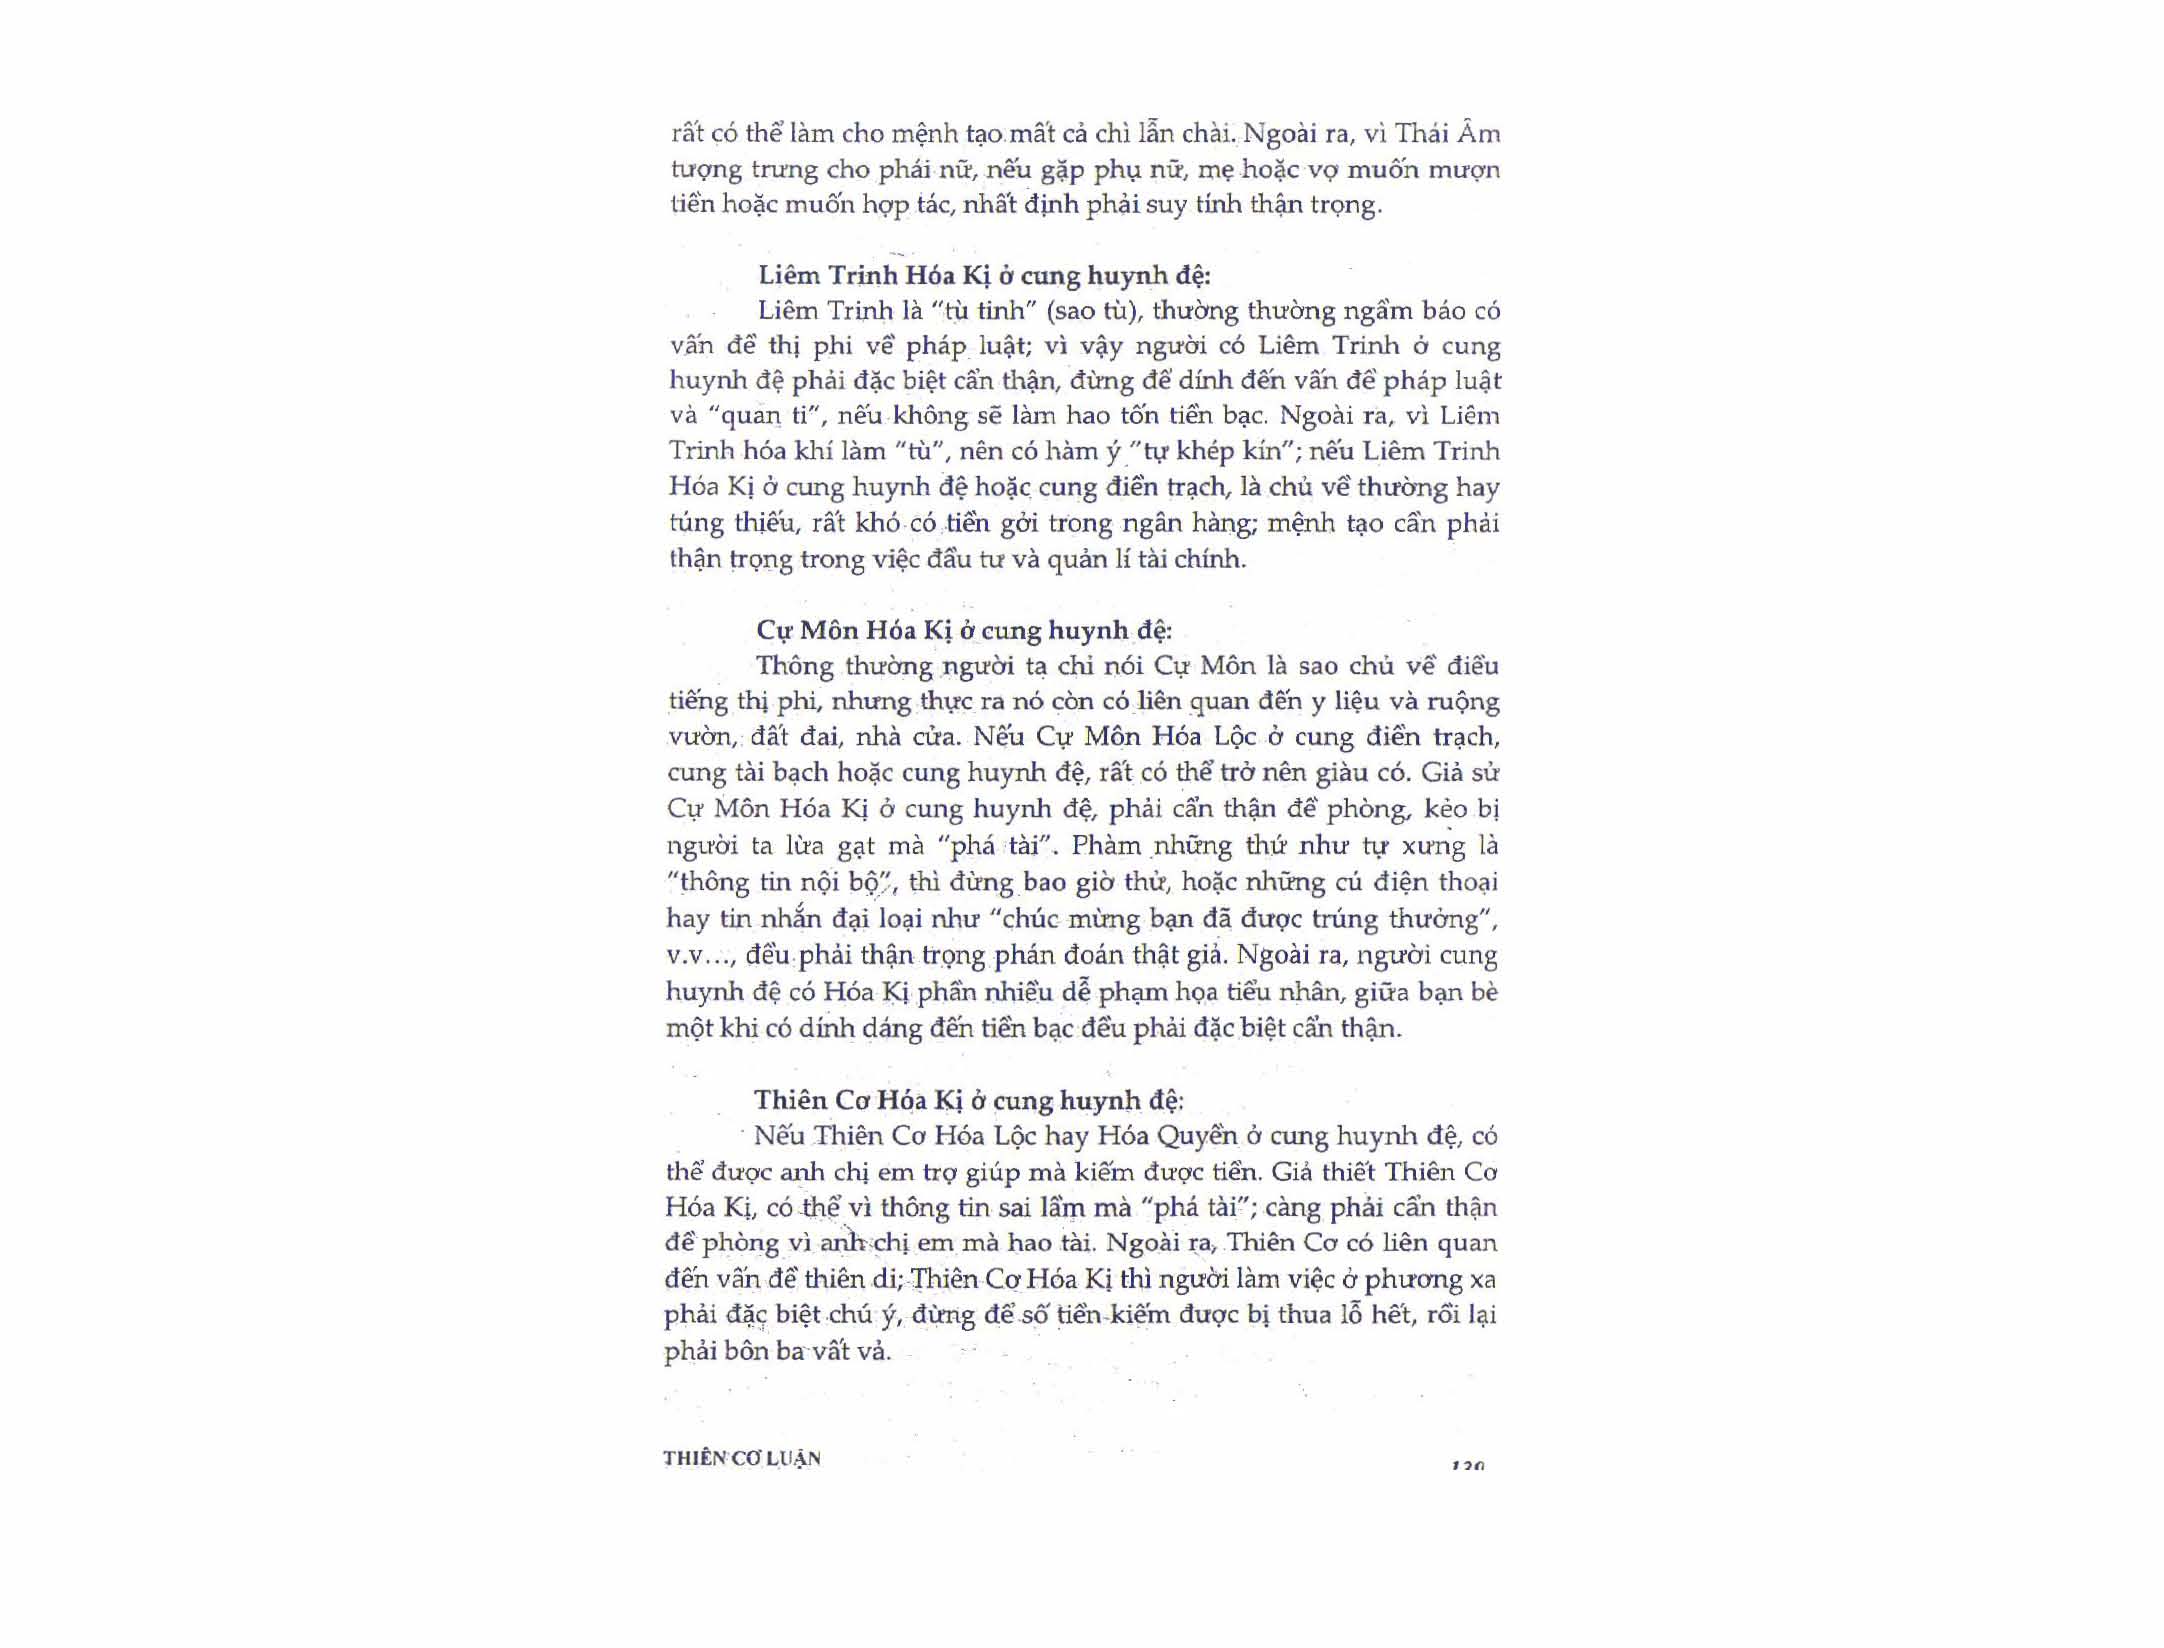 rất có thể làm cho mệnh tạo mất cả chì lẫn chài. Ngoài ra, vì Thái Âm
tượng trưng cho phái nữ, nếu gặp phụ nữ, mẹ hoặc vợ muốn mượn
tiền hoặc muốn hợp tác, nhất định phải suy tính thận trọng.
Liêm Trinh Hóa Kị ở cung huynh đệ:
Liêm Trinh là "tù tinh" (sao tù), thường thường ngầm báo có
vấn đề thị phi về pháp luật; vì vậy người có Liêm Trinh ở cung
huynh đệ phải đặc biệt cẩn thận, đừng để dính đến vấn đề pháp luật
và "quan ti", nếu không sẽ làm hao tốn tiền bạc. Ngoài ra, vì Liêm
Trinh hóa khí làm "tù", nên có hàm ý "tự khép kín"; nếu Liêm Trinh
Hóa Kị ở cung huynh đệ hoặc cung điền trạch, là chủ về thường hay
túng thiếu, rất khó có tiền gởi trong ngân hàng; mệnh tạo cần phải
thận trọng trong việc đầu tư và quản lí tài chính.
Cự Môn Hóa Kị ở cung huynh đệ:
Thông thường người ta chỉ nói Cự Môn là sao chủ về điều
tiếng thị phi, nhưng thực ra nó còn có liên quan đến y liệu và ruộng
vườn, đất đai, nhà cửa. Nếu Cự Môn Hóa Lộc ở cung điền trạch,
cung tài bạch hoặc cung huynh đệ, rất có thể trở nên giàu có. Giả sử
Cự Môn Hóa Kị ở cung huynh đệ, phải cẩn thận đề phòng, kẻo bị
người ta lừa gạt mà "phá tài". Phàm những thứ như tự xưng là
"thông tin nội bộ", thì đừng bao giờ thử, hoặc những cú điện thoại
hay tin nhắn đại loại như "chúc mừng bạn đã được trúng thưởng",
v.v..., đều phải thận trọng phán đoán thật giả. Ngoài ra, người cung
huynh đệ có Hóa Kị phần nhiều dễ phạm họa tiểu nhân, giữa bạn bè
một khi có dính dáng đến tiền bạc đều phải đặc biệt cẩn thận.
Thiên Cơ Hóa Kị ở cung huynh đệ:
Nếu Thiên Cơ Hóa Lộc hay Hóa Quyền ở cung huynh đệ, có
thể được anh chị em trợ giúp mà kiếm được tiền. Giả thiết Thiên Cơ
Hóa Kị, có thể vì thông tin sai lầm mà "phá tài"; càng phải cẩn thận
đề phòng vì anh chị em mà hao tài. Ngoài ra, Thiên Cơ có liên quan
đến vấn đề thiên di; Thiên Cơ Hóa Kị thì người làm việc ở phương xa
phải đặc biệt chú ý, đừng để số tiền kiếm được bị thua lỗ hết, rồi lại
phải bôn ba vất vả.
THIÊN CƠ LUẬN